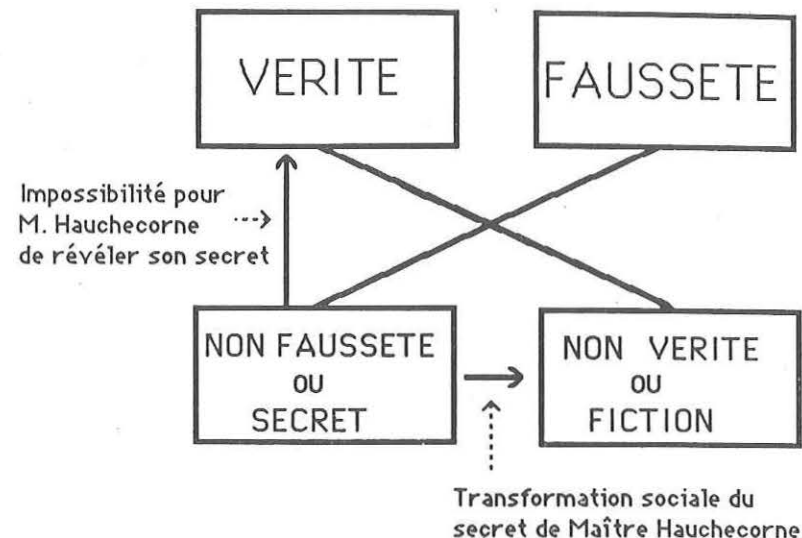 VERITE
FAUSSETE
Impossibilité pour
M. Hauchecorne
de révéler son secret
NON FAUSSETE
OU
SECRET
NON VERITE
OU
FICTION
Transformation sociale du
secret de Maître Hauchecorne